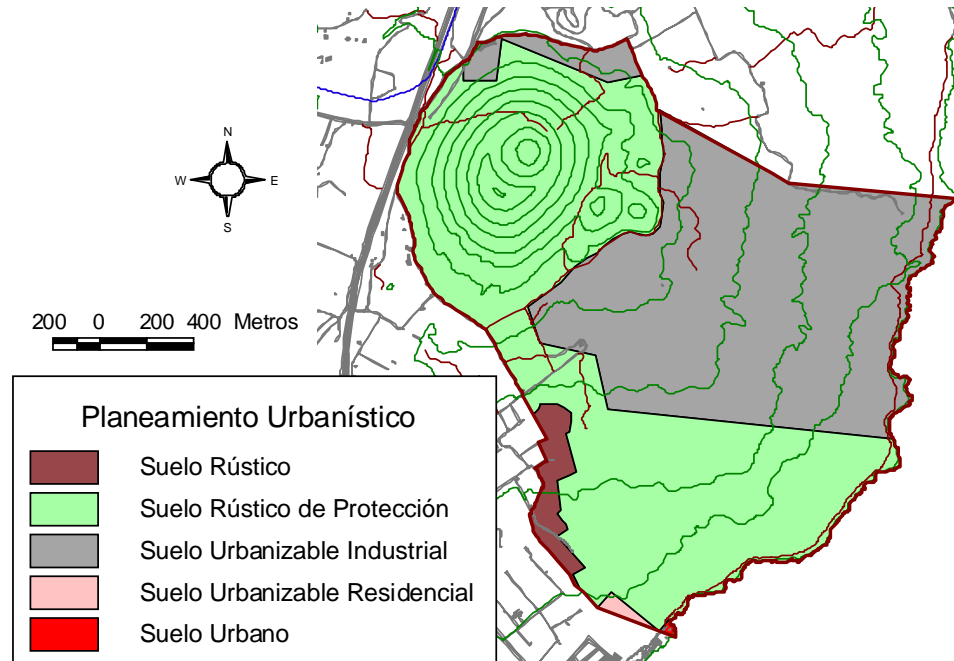 N
W E
S
200 0 200 400 Metros
Planeamiento Urbanístico
Suelo Rústico
Suelo Rústico de Protección
Suelo Urbanizable Industrial
Suelo Urbanizable Residencial
Suelo Urbano